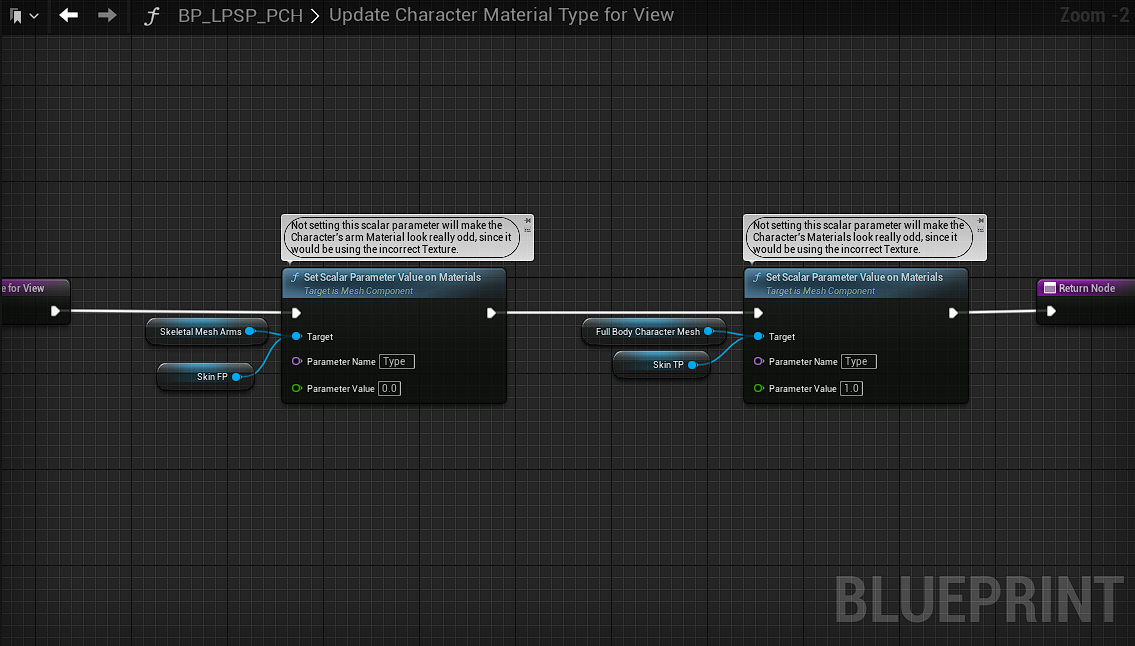 BP_LPSP_PCH > Update Character Material Type for View
Zoom -2
Not setting this scalar parameter will make the
Character's arm Material look really odd, since it
would be using the incorrect Texture.
Not setting this scalar parameter will make the
Character's Materials look really odd, since it
would be using the incorrect Texture.
e for View
f Set Scalar Parameter Value on Materials
Target is Mesh Component
Skeletal Mesh Arms
Skin FP
Target
Parameter Name Type
Parameter Value 0.0
f Set Scalar Parameter Value on Materials
Target is Mesh Component
Full Body Character Mesh
Skin TP
Target
Parameter Name Type
Parameter Value 1.0
Return Node
BLUEPRINT